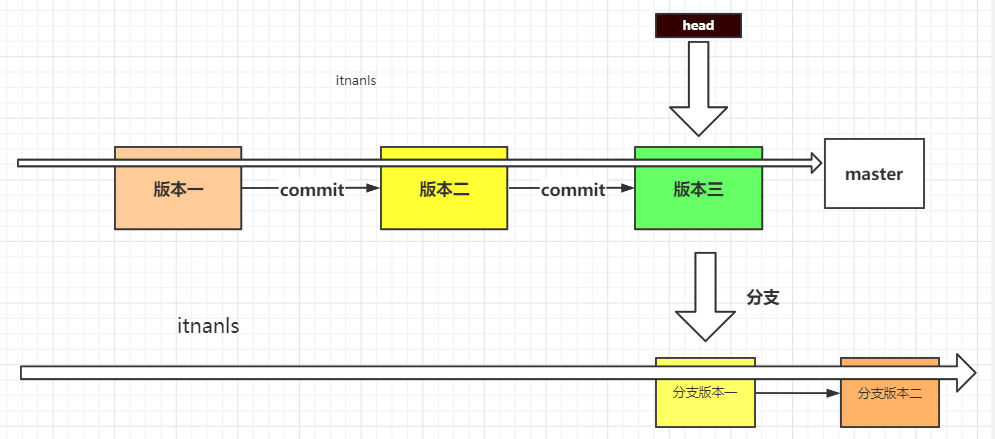 head
itnanls
版本一
commit
版本二
commit
版本三
master
分支
itnanls
分支版本一
分支版本二